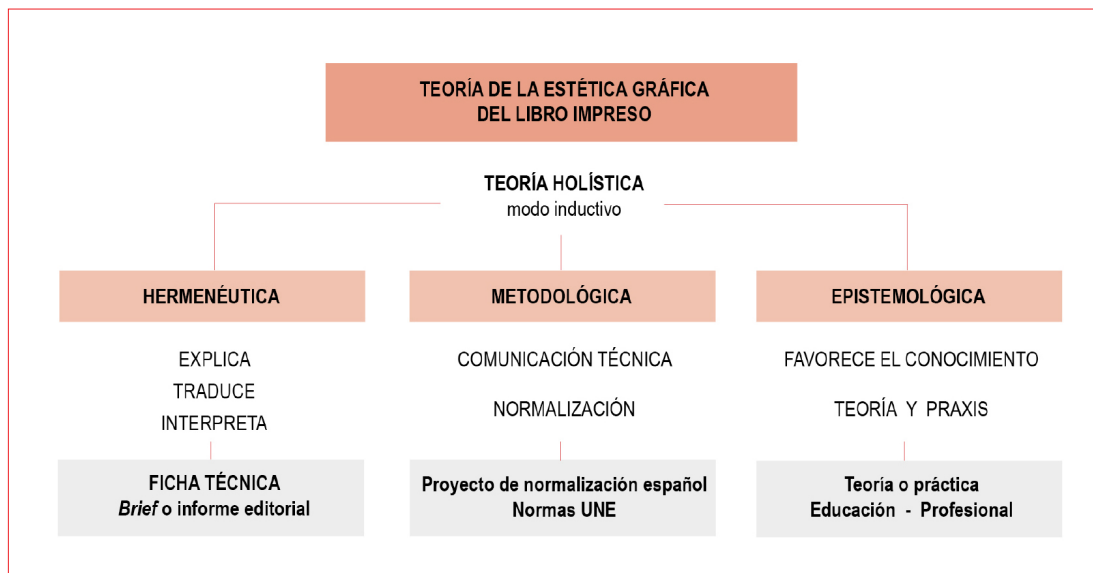 TEORÍA DE LA ESTÉTICA GRÁFICA
DEL LIBRO IMPRESO
TEORÍA HOLÍSTICA
modo inductivo
HERMENÉUTICA
EXPLICA
TRADUCE
INTERPRETA
FICHA TÉCNICA
Brief o informe editorial
METODOLÓGICA
COMUNICACIÓN TÉCNICA
NORMALIZACIÓN
Proyecto de normalización español
Normas UNE
EPISTEMOLÓGICA
FAVORECE EL CONOCIMIENTO
TEORÍA Y PRAXIS
Teoría o práctica
Educación - Profesional